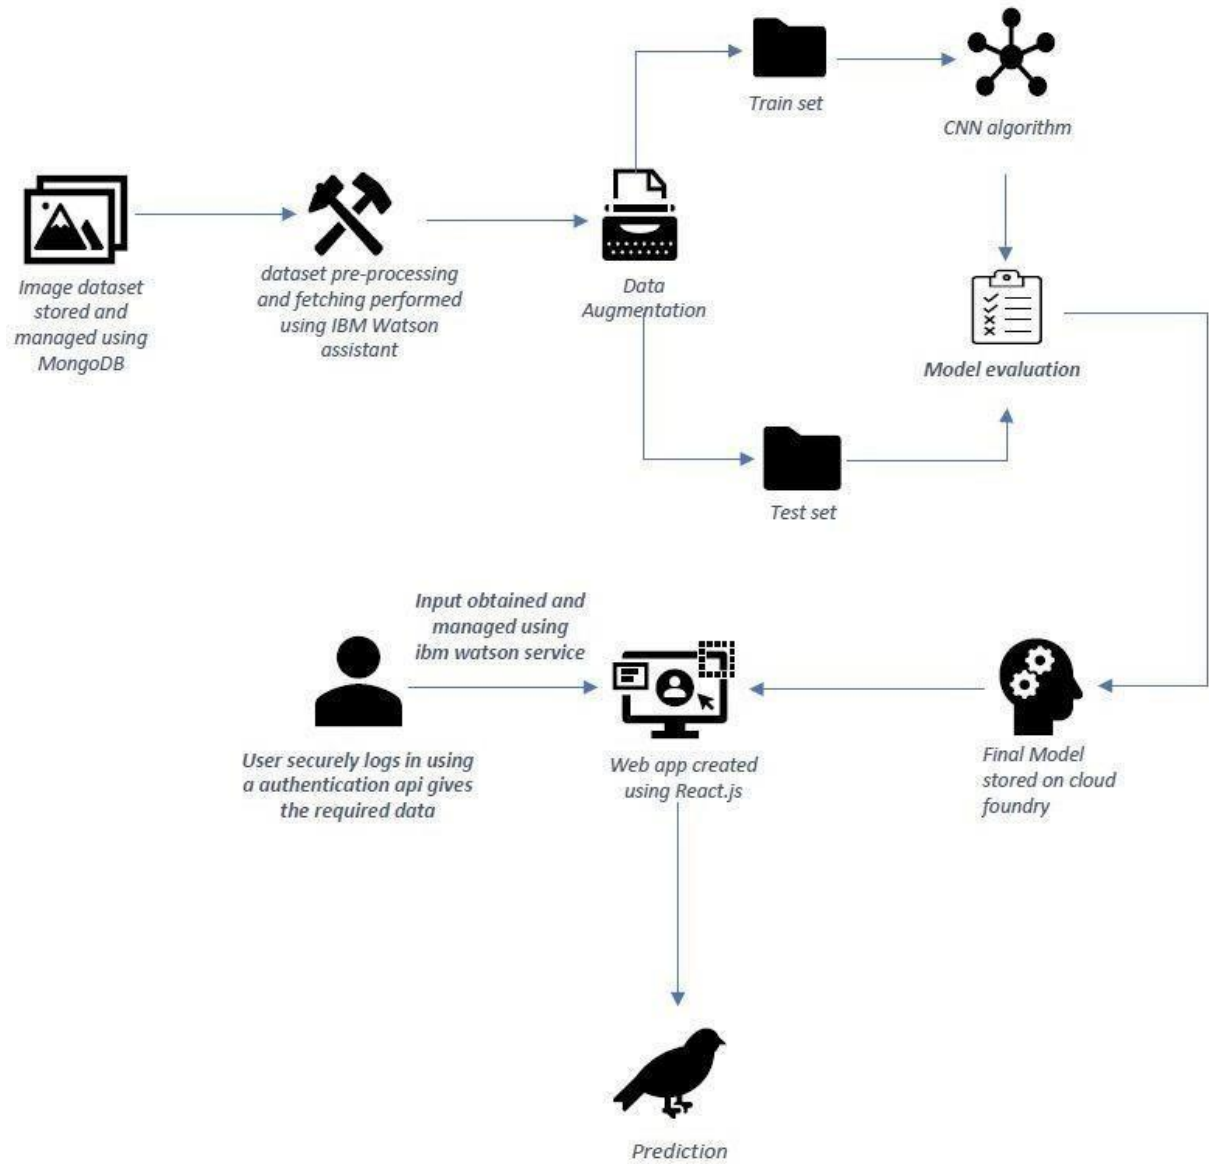 Train set
CNN algorithm
Image dataset
stored and
managed using
MongoDB
dataset pre-processing
and fetching performed
using IBM Watson
assistant
Data
Augmentation
Model evaluation
Test set
Input obtained and
managed using
ibm watson service
User securely logs in using
a authentication api gives
the required data
Web app created
using React.js
Final Model
stored on cloud
foundry
Prediction